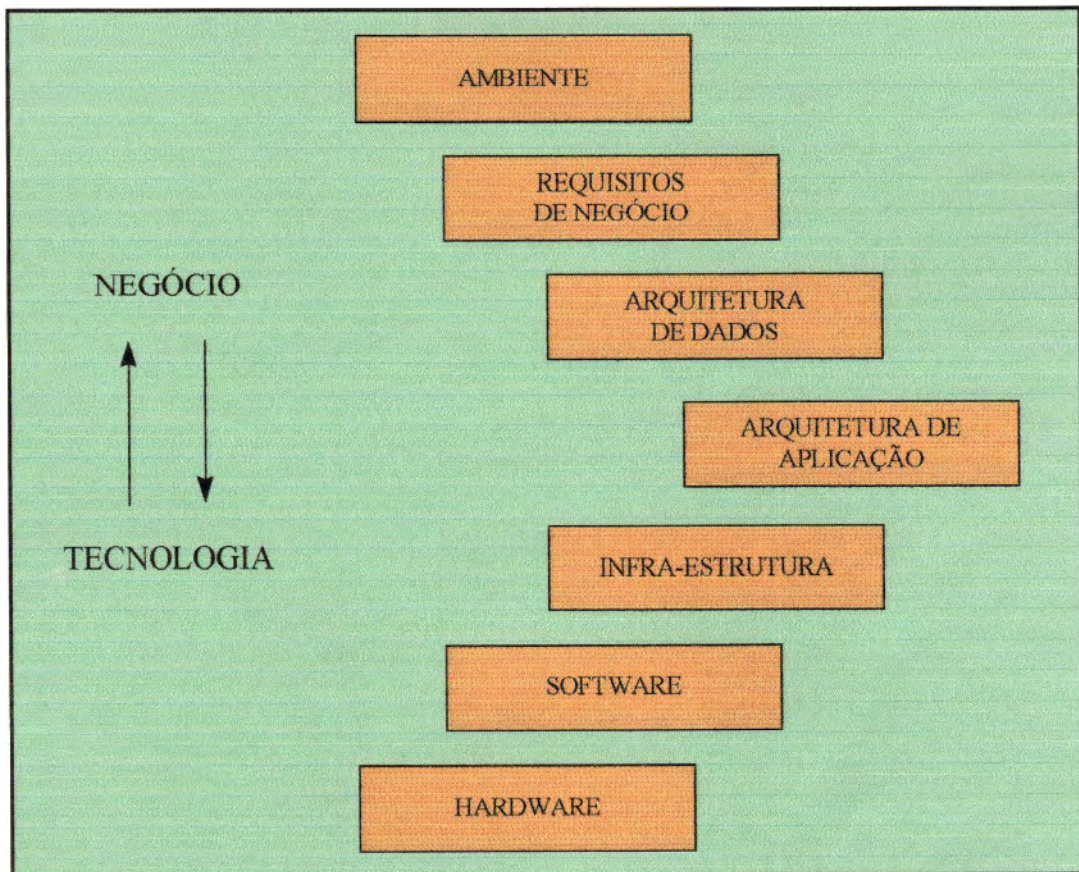 AMBIENTE
REQUISITOS
DE NEGÓCIO
NEGÓCIO
ARQUITETURA
DE DADOS
ARQUITETURA DE
APLICAÇÃO
TECNOLOGIA
INFRA-ESTRUTURA
SOFTWARE
HARDWARE